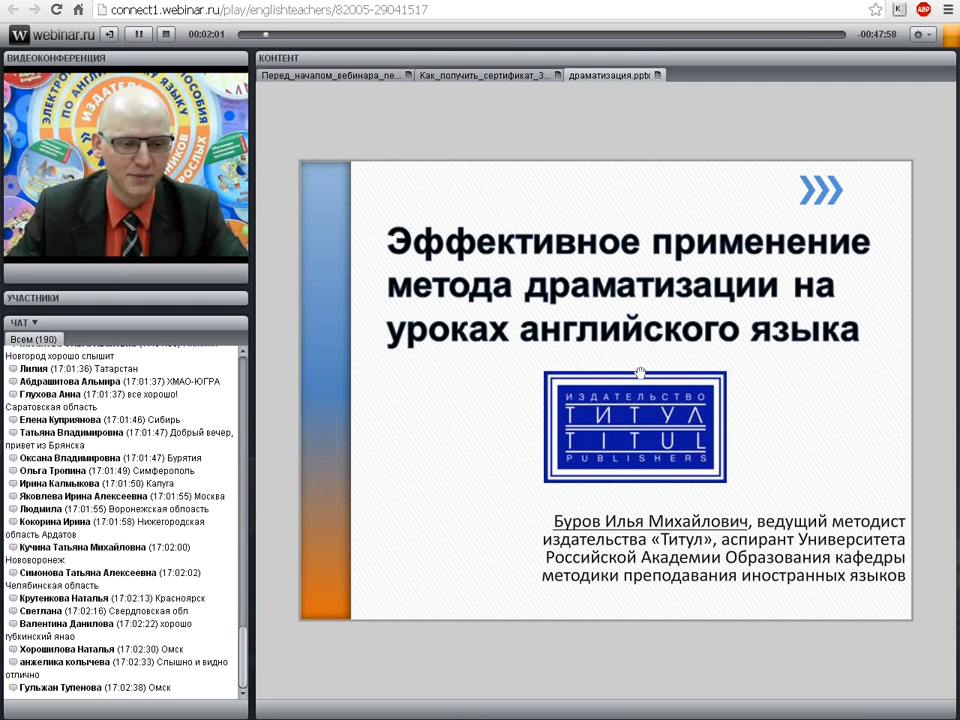 connect1.webinar.ru/play/englishteachers/82005-29041517
webinar.ru
00:02:01
-00:47:58
ВИДЕОКОНФЕРЕНЦИЯ
КОНТЕНТ
Перед_началом_вебинара_пе...
Как_получить_сертификат_3...
драматизация.pptx
УЧАСТНИКИ
ЧАТ
Всем (190)
Новгород хорошо слышит
Лилия (17:01:36) Татарстан
Абдрашитова Альмира (17:01:37) ХМАО-ЮГРА
Глухова Анна (17:01:37) все хорошо!
Саратовская область
Елена Куприянова (17:01:46) Сибирь
Татьяна Владимировна (17:01:47) Добрый вечер,
привет из Брянска
Оксана Владимировна (17:01:47) Бурятия
Ольга Тропина (17:01:49) Симферополь
Ирина Калмыкова (17:01:50) Калуга
Яковлева Ирина Алексеевна (17:01:55) Москва
Людмила (17:01:55) Воронежская облоасть
Кокорина Ирина (17:01:58) Нижегородская
область Ардатов
Кучина Татьяна Михайловна (17:02:00)
Нововоронеж
Симонова Татьяна Алексеевна (17:02:02)
Челябинская область
Крутенкова Наталья (17:02:13) Красноярск
Светлана (17:02:16) Свердловская обл
Валентина Данилова (17:02:22) хорошо
губкинский янао
Хорошилова Наталья (17:02:30) Омск
анжелика колычева (17:02:33) Слышно и видно
отлично
Гульжан Тупенова (17:02:38) Омск
Эффективное применение
метода драматизации на
уроках английского языка
ИЗДАТЕЛЬСТВО
ТИТУЛ
TITUL
PUBLISHERS
Буров Илья Михайлович, ведущий методист
издательства «Титул», аспирант Университета
Российской Академии Образования кафедры
методики преподавания иностранных языков